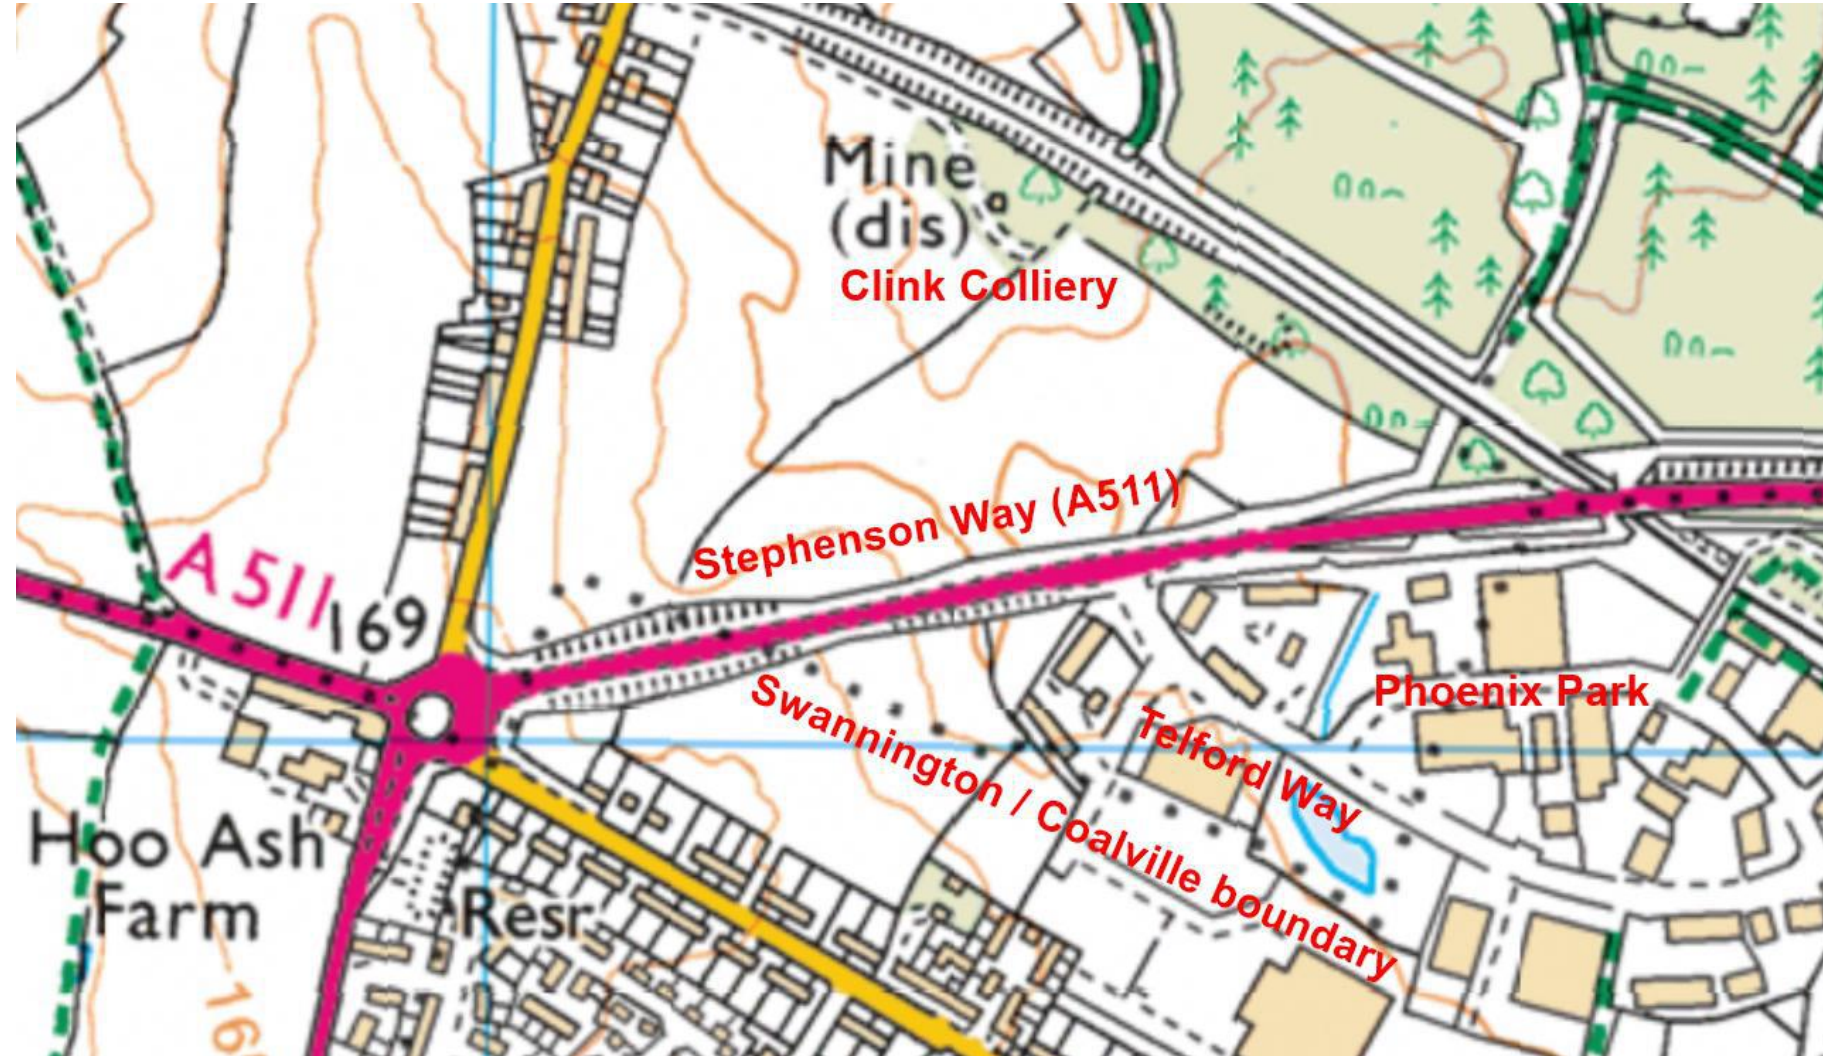 Mine
(dis)
Clink Colliery
Stephenson Way (A511)
A511
169
Swannington / Coalville boundary
Phoenix Park
Telford Way
Hoo Ash
Farm
Resr